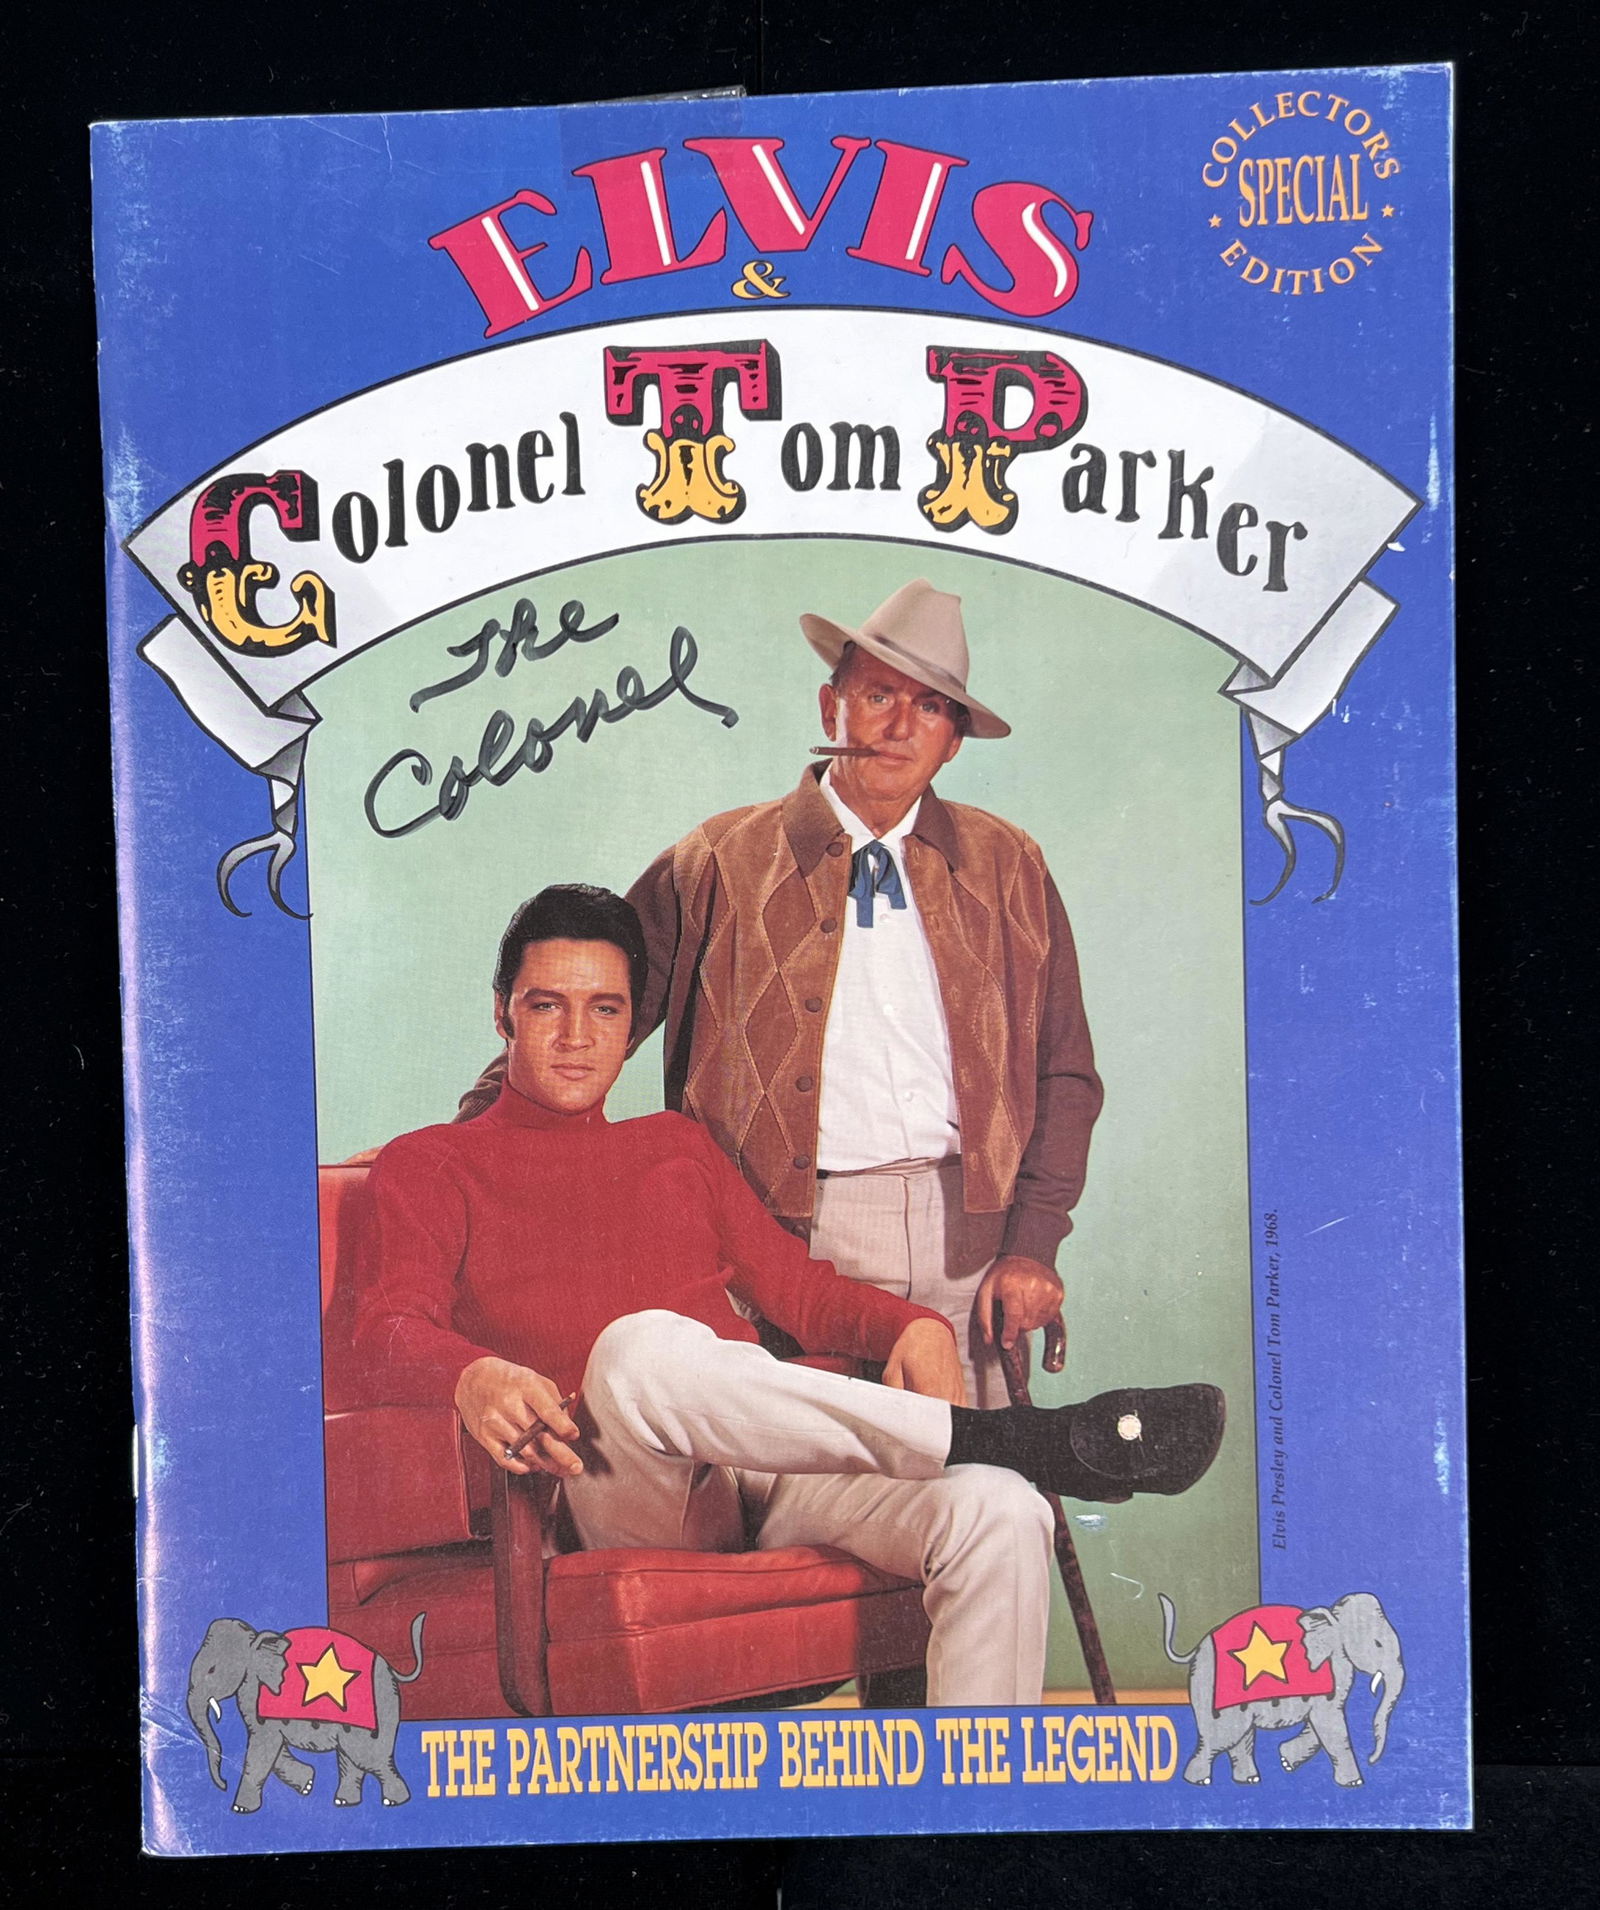 ELVIS
&
Colonel Tom Parker
COLLECTORS
SPECIAL
EDITION
The
Colonel
Elvis Presley and Colonel Tom Parker, 1968.
THE PARTNERSHIP BEHIND THE LEGEND